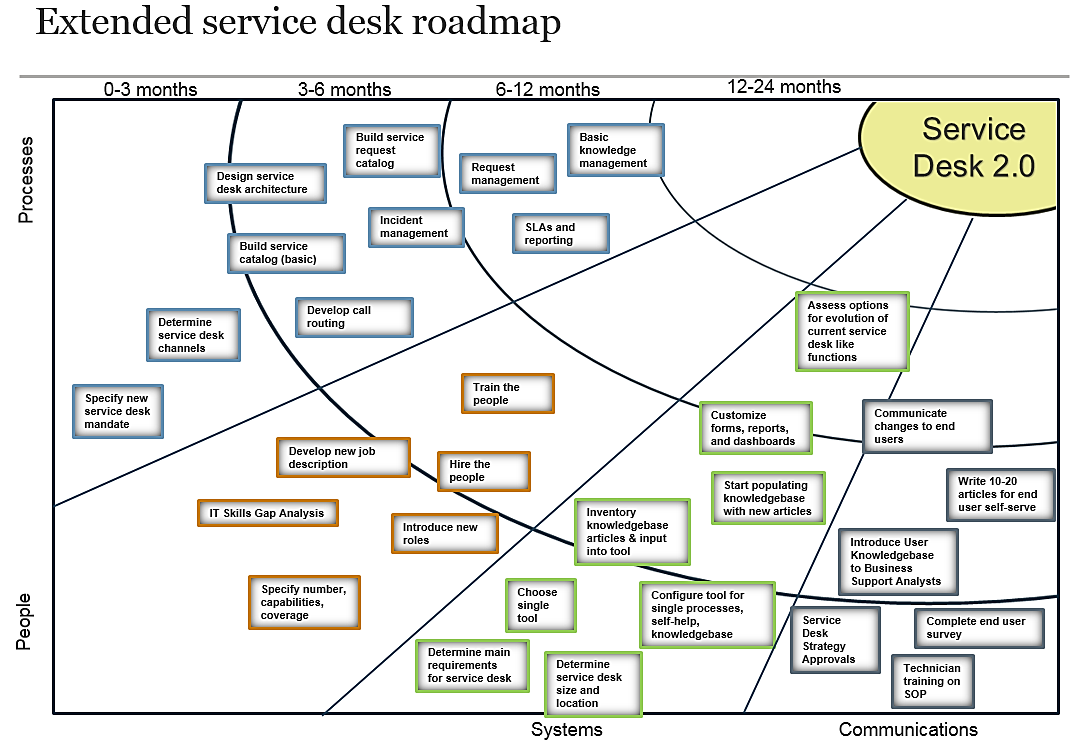 Extended service desk roadmap
0-3 months
3-6 months
6-12 months
12-24 months
Processes
People
Systems
Communications
Service
Desk 2.0
Build service
request
catalog
Basic
knowledge
management
Request
management
Design service
desk architecture
Incident
management
SLAs and
reporting
Build service
catalog (basic)
Develop call
routing
Determine
service desk
channels
Specify new
service desk
mandate
Assess options
for evolution of
current service
desk like
functions
Train the
people
Customize
forms, reports,
and dashboards
Communicate
changes to end
users
Develop new job
description
Hire the
people
Start populating
knowledgebase
with new articles
Write 10-20
articles for end
user self-serve
IT Skills Gap Analysis
Introduce new
roles
Inventory
knowledgebase
articles & input
into tool
Introduce User
Knowledgebase
to Business
Support Analysts
Specify number,
capabilities,
coverage
Choose
single
tool
Configure tool for
single processes,
self-help,
knowledgebase
Service
Desk
Strategy
Approvals
Complete end user
survey
Determine main
requirements
for service desk
Determine
service desk
size and
location
Technician
training on
SOP